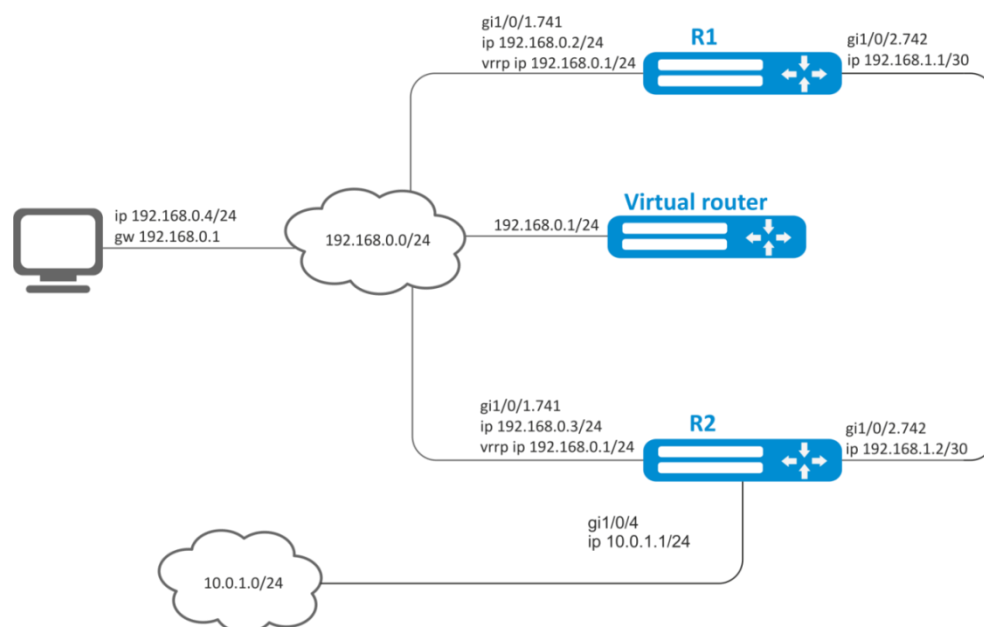 gi1/0/1.741
ip 192.168.0.2/24
vrrp ip 192.168.0.1/24
R1
gi1/0/2.742
ip 192.168.1.1/30
ip 192.168.0.4/24
gw 192.168.0.1
192.168.0.0/24
192.168.0.1/24
Virtual router
gi1/0/1.741
ip 192.168.0.3/24
vrrp ip 192.168.0.1/24
R2
gi1/0/2.742
ip 192.168.1.2/30
gi1/0/4
ip 10.0.1.1/24
10.0.1.0/24